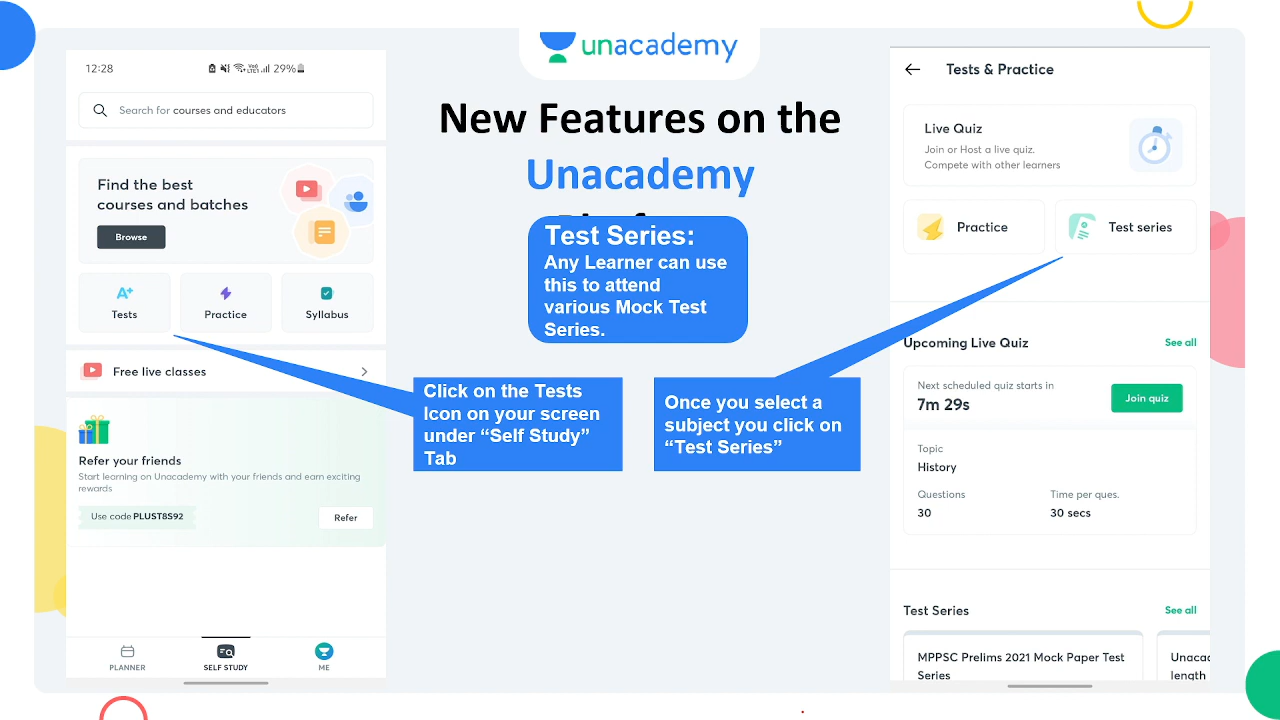 unacademy
New Features on the
Unacademy
Test Series:
Any Learner can use
this to attend
various Mock Test
Series.
Click on the Tests
Icon on your screen
under “Self Study”
Tab
Once you select a
subject you click on
“Test Series”
12:28
29%
Search for courses and educators
Find the best
courses and batches
Browse
Tests
Practice
Syllabus
Free live classes
Refer your friends
Start learning on Unacademy with your friends and earn exciting
rewards
Use code PLUST8S92
Refer
PLANNER
SELF STUDY
ME
Tests & Practice
Live Quiz
Join or Host a live quiz.
Compete with other learners
Practice
Test series
Upcoming Live Quiz
See all
Next scheduled quiz starts in
7m 29s
Join quiz
Topic
History
Questions
Time per ques.
30
30 secs
Test Series
See all
MPPSC Prelims 2021 Mock Paper Test
Series
length